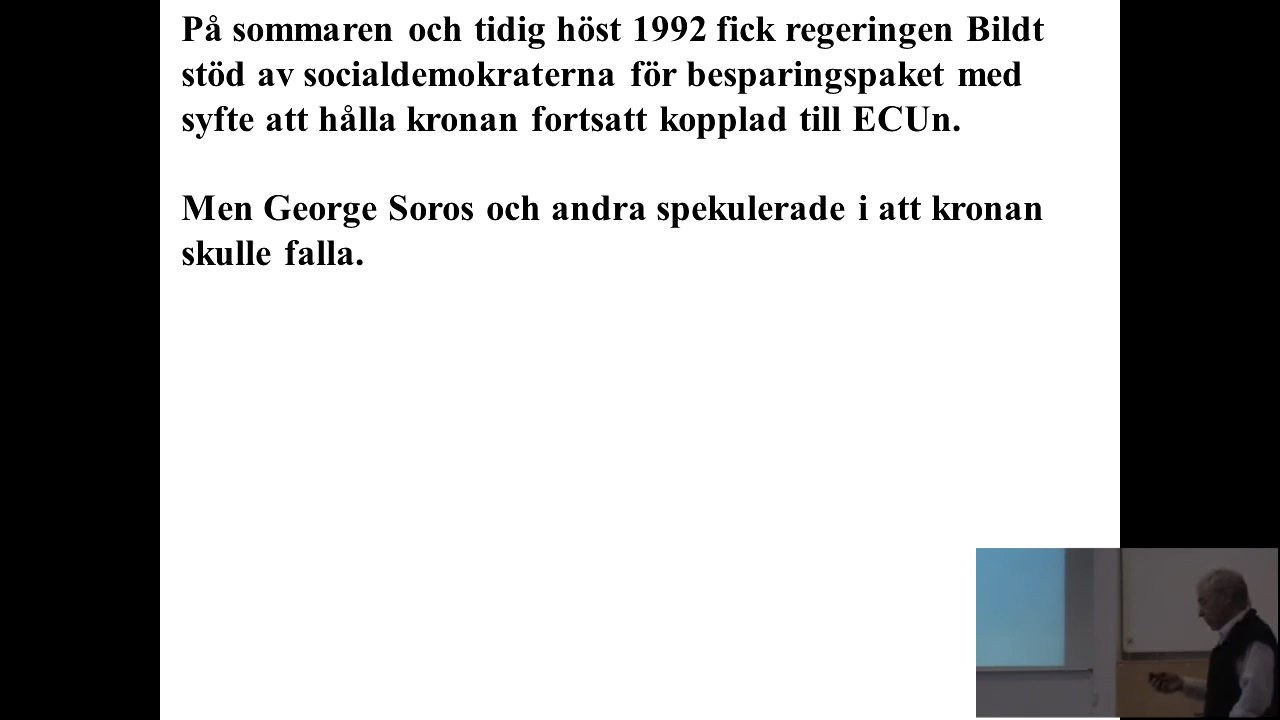 På sommaren och tidig höst 1992 fick regeringen Bildt
stöd av socialdemokraterna för besparingspaket med
syfte att hålla kronan fortsatt kopplad till ECUn.
Men George Soros och andra spekulerade i att kronan
skulle falla.